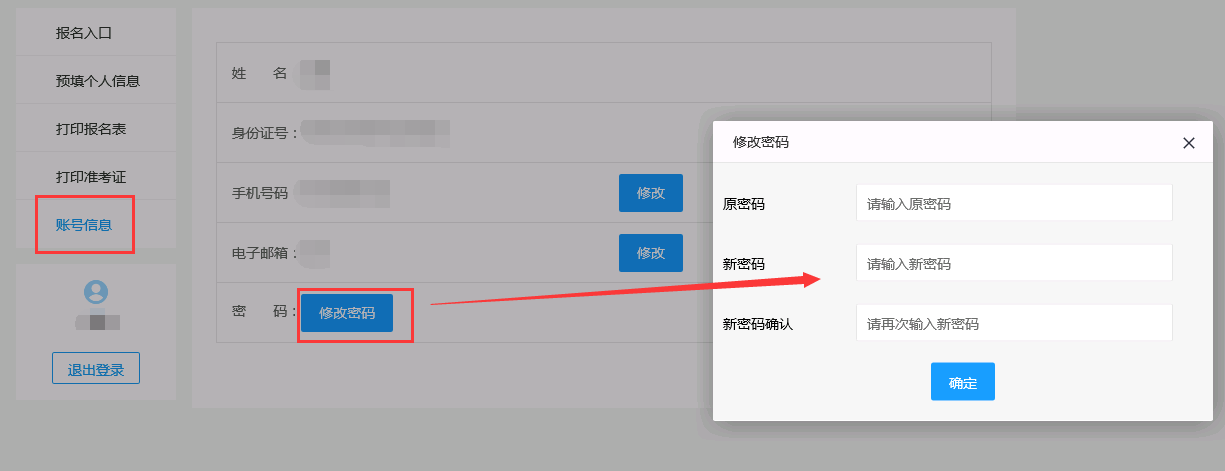 报名入口
预填个人信息
打印报名表
打印准考证
账号信息
退出登录
姓 名
身份证号：
手机号码
修改
电子邮箱：
修改
密 码：
修改密码
修改密码
原密码
请输入原密码
新密码
请输入新密码
新密码确认
请再次输入新密码
确定